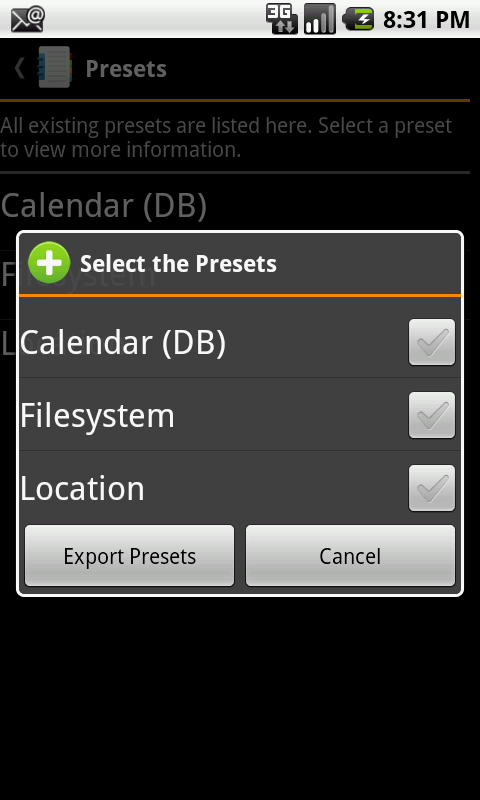 3G
8:31 PM
Presets
All existing presets are listed here. Select a preset
to view more information.
Calendar (DB)
Filesystem
Select the Presets
Calendar (DB)
Filesystem
Location
Export Presets
Cancel